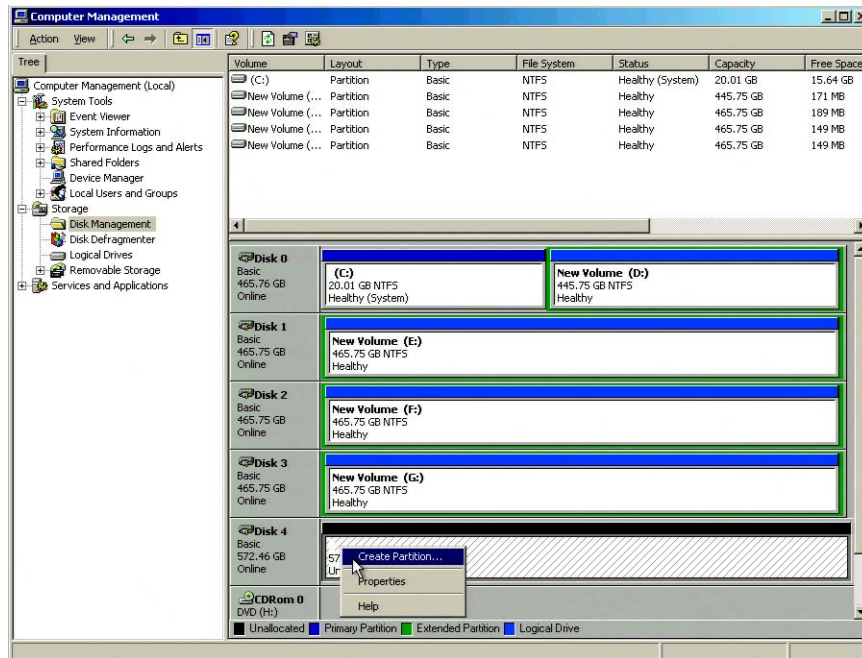 Computer Management
Action View
Tree
Computer Management (Local)
System Tools
Event Viewer
System Information
Performance Logs and Alerts
Shared Folders
Device Manager
Local Users and Groups
Storage
Disk Management
Disk Defragmenter
Logical Drives
Removable Storage
Services and Applications
Volume Layout Type File System Status Capacity Free Space
(C:) Partition Basic NTFS Healthy (System) 20.01 GB 15.64 GB
New Volume (... Partition Basic NTFS Healthy 445.75 GB 171 MB
New Volume (... Partition Basic NTFS Healthy 465.75 GB 189 MB
New Volume (... Partition Basic NTFS Healthy 465.75 GB 149 MB
New Volume (... Partition Basic NTFS Healthy 465.75 GB 149 MB
Disk 0
Basic
465.76 GB
Online
(C:)
20.01 GB NTFS
Healthy (System)
New Volume (D:)
445.75 GB NTFS
Healthy
Disk 1
Basic
465.75 GB
Online
New Volume (E:)
465.75 GB NTFS
Healthy
Disk 2
Basic
465.75 GB
Online
New Volume (F:)
465.75 GB NTFS
Healthy
Disk 3
Basic
465.75 GB
Online
New Volume (G:)
465.75 GB NTFS
Healthy
Disk 4
Basic
572.46 GB
Online
57
Un
Create Partition...
Properties
Help
CDRom 0
DVD (H:)
Unallocated Primary Partition Extended Partition Logical Drive